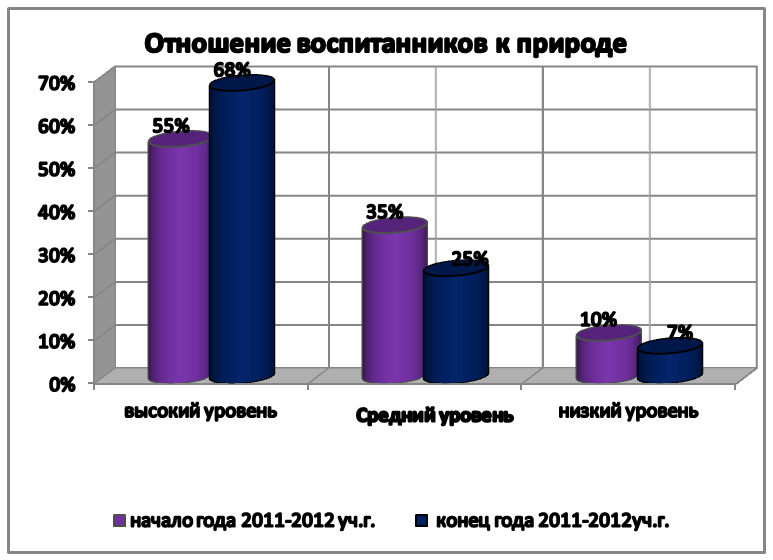 Отношение воспитанников к природе
70%
60%
50%
40%
30%
20%
10%
0%
55%
68%
35%
25%
10%
7%
высокий уровень
Средний уровень
низкий уровень
начало года 2011-2012 уч.г.
конец года 2011-2012уч.г.